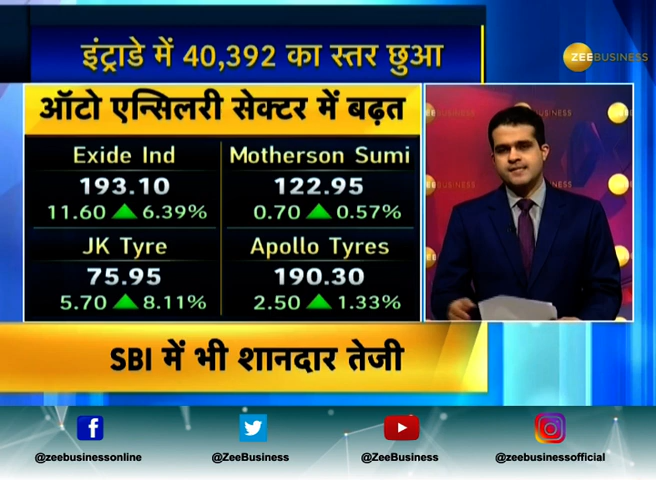 इंट्राडे में 40,392 का स्तर छुआ
ZEEBUSINESS
ऑटो एन्सिलरी सेक्टर में बढ़त
Exide Ind
193.10
11.60 ▲ 6.39%
Motherson Sumi
122.95
0.70 ▲ 0.57%
JK Tyre
75.95
5.70 ▲ 8.11%
Apollo Tyres
190.30
2.50 ▲ 1.33%
SBI में भी शानदार तेजी
@zeebusinessonline
@ZeeBusiness
@ZeeBusiness
@zeebusinessofficial